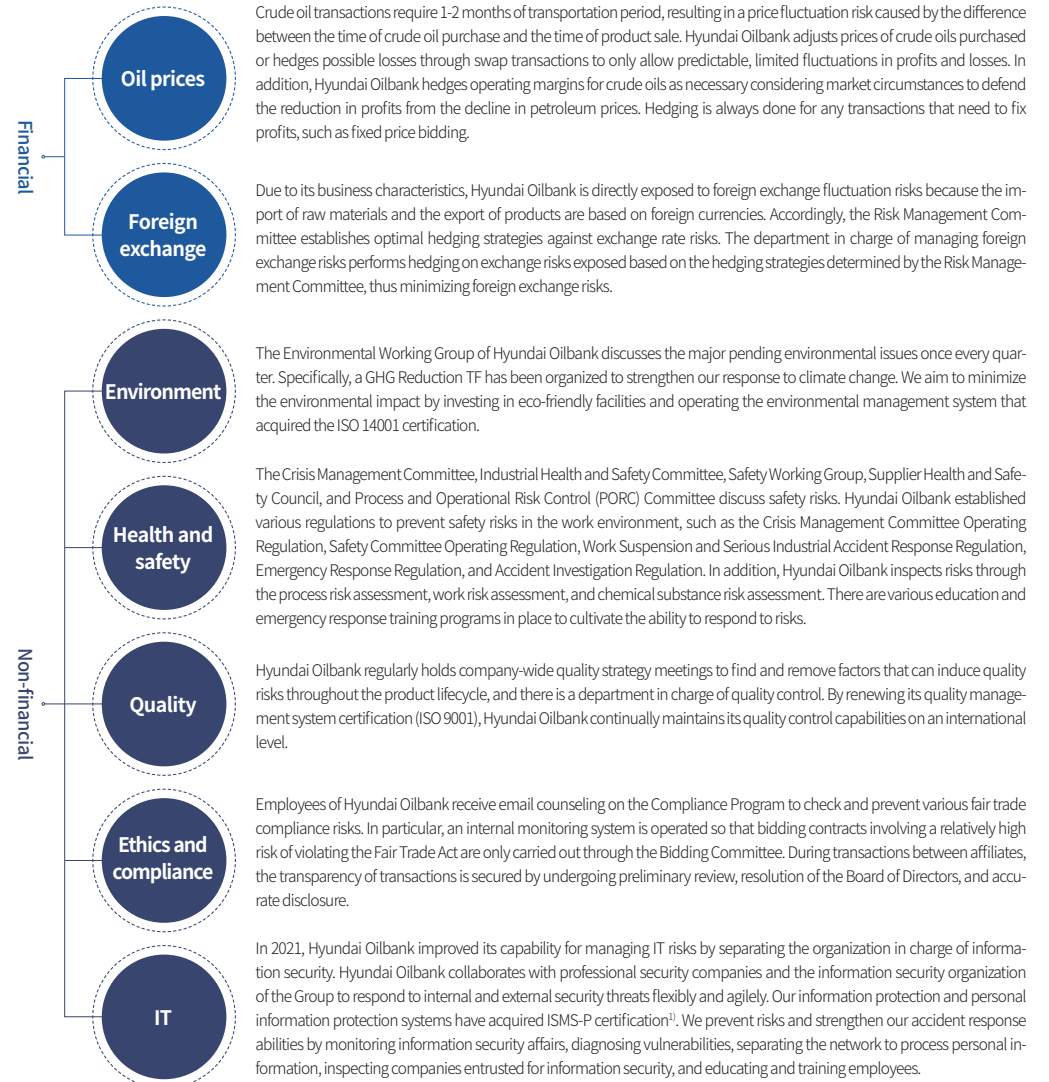 Financial
Oil prices
Crude oil transactions require 1-2 months of transportation period, resulting in a price fluctuation risk caused by the difference
between the time of crude oil purchase and the time of product sale. Hyundai Oilbank adjusts prices of crude oils purchased
or hedges possible losses through swap transactions to only allow predictable, limited fluctuations in profits and losses. In
addition, Hyundai Oilbank hedges operating margins for crude oils as necessary considering market circumstances to defend
the reduction in profits from the decline in petroleum prices. Hedging is always done for any transactions that need to fix
profits, such as fixed price bidding.
Foreign
exchange
Due to its business characteristics, Hyundai Oilbank is directly exposed to foreign exchange fluctuation risks because the im-
port of raw materials and the export of products are based on foreign currencies. Accordingly, the Risk Management Com-
mittee establishes optimal hedging strategies against exchange rate risks. The department in charge of managing foreign
exchange risks performs hedging on exchange risks exposed based on the hedging strategies determined by the Risk Manage-
ment Committee, thus minimizing foreign exchange risks.
Non-financial
Environment
The Environmental Working Group of Hyundai Oilbank discusses the major pending environmental issues once every quar-
ter. Specifically, a GHG Reduction TF has been organized to strengthen our response to climate change. We aim to minimize
the environmental impact by investing in eco-friendly facilities and operating the environmental management system that
acquired the ISO 14001 certification.
Health and
safety
The Crisis Management Committee, Industrial Health and Safety Committee, Safety Working Group, Supplier Health and Safe-
ty Council, and Process and Operational Risk Control (PORC) Committee discuss safety risks. Hyundai Oilbank established
various regulations to prevent safety risks in the work environment, such as the Crisis Management Committee Operating
Regulation, Safety Committee Operating Regulation, Work Suspension and Serious Industrial Accident Response Regulation,
Emergency Response Regulation, and Accident Investigation Regulation. In addition, Hyundai Oilbank inspects risks through
the process risk assessment, work risk assessment, and chemical substance risk assessment. There are various education and
emergency response training programs in place to cultivate the ability to respond to risks.
Quality
Hyundai Oilbank regularly holds company-wide quality strategy meetings to find and remove factors that can induce quality
risks throughout the product lifecycle, and there is a department in charge of quality control. By renewing its quality manage-
ment system certification (ISO 9001), Hyundai Oilbank continually maintains its quality control capabilities on an international
level.
Ethics and
compliance
Employees of Hyundai Oilbank receive email counseling on the Compliance Program to check and prevent various fair trade
compliance risks. In particular, an internal monitoring system is operated so that bidding contracts involving a relatively high
risk of violating the Fair Trade Act are only carried out through the Bidding Committee. During transactions between affiliates,
the transparency of transactions is secured by undergoing preliminary review, resolution of the Board of Directors, and accu-
rate disclosure.
IT
In 2021, Hyundai Oilbank improved its capability for managing IT risks by separating the organization in charge of informa-
tion security. Hyundai Oilbank collaborates with professional security companies and the information security organization
of the Group to respond to internal and external security threats flexibly and agilely. Our information protection and personal
information protection systems have acquired ISMS-P certification1). We prevent risks and strengthen our accident response
abilities by monitoring information security affairs, diagnosing vulnerabilities, separating the network to process personal in-
formation, inspecting companies entrusted for information security, and educating and training employees.